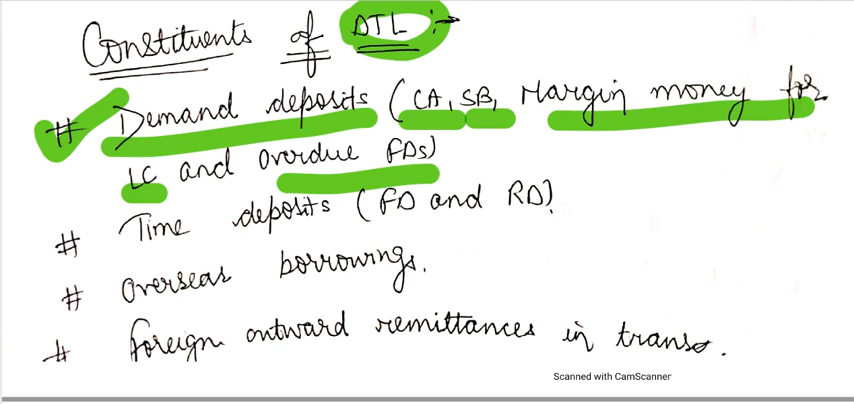 Constituents of DTL :-
# Demand deposits (CA, SB, Margin money for
LC and Overdue FDs)
# Time deposits (FD and RD)
# Overseas borrowings.
# Foreign outward remittances in trans.
Scanned with CamScanner